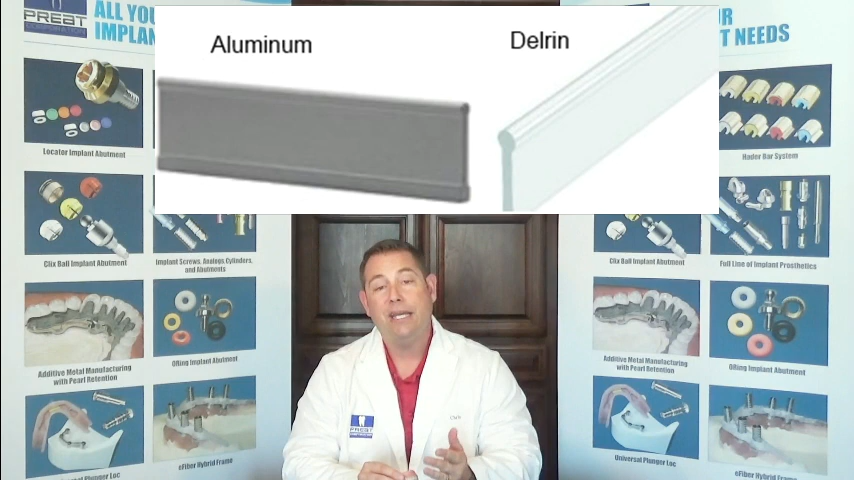 PREAT
CORPORATION
ALL YOU
IMPLAN
Aluminum
Delrin
T NEEDS
Locator Implant Abutment
Hader Bar System
Clix Ball Implant Abutment
Implant Screws, Analogs, Cylinders,
and Abutments
Clix Ball Implant Abutment
Full Line of Implant Prosthetics
Additive Metal Manufacturing
with Pearl Retention
ORing Implant Abutment
Additive Metal Manufacturing
with Pearl Retention
ORing Implant Abutment
PREAT
Plunger Loc
eFiber Hybrid Frame
Universal Plunger Loc
eFiber Hybrid Frame